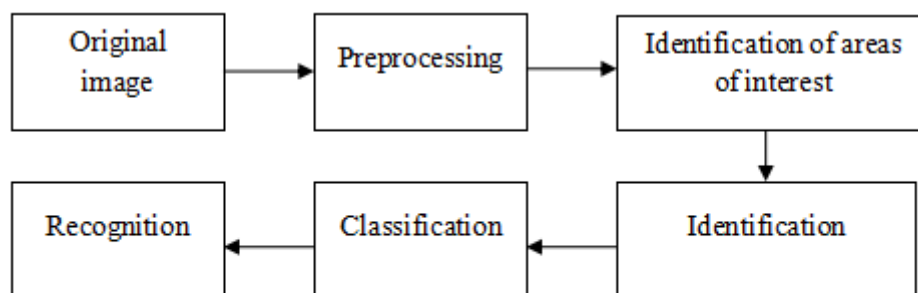 Original
image
Preprocessing
Identification of areas
of interest
Identification
Classification
Recognition